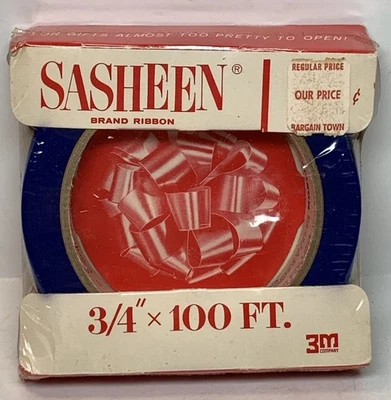 OR GIFTS ALMOST TOO PRETTY TO OPEN!
SASHEEN®
BRAND RIBBON
REGULAR PRICE
OUR PRICE
¢
BARGAIN TOWN
3/4" × 100 FT.
3M
COMPANY